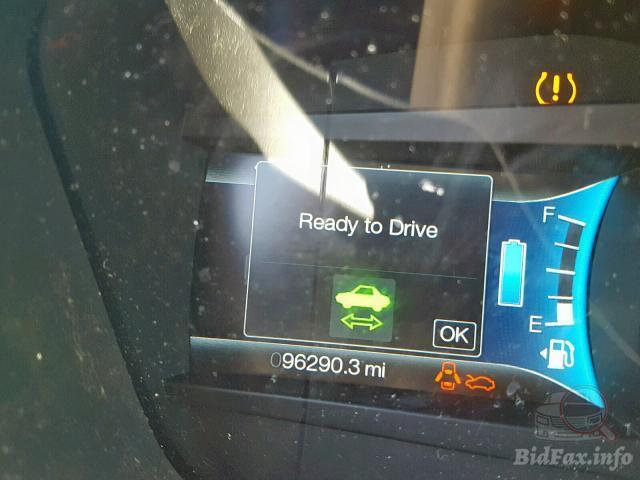 Ready to Drive
F
E
OK
096290.3 mi
BidFax.info